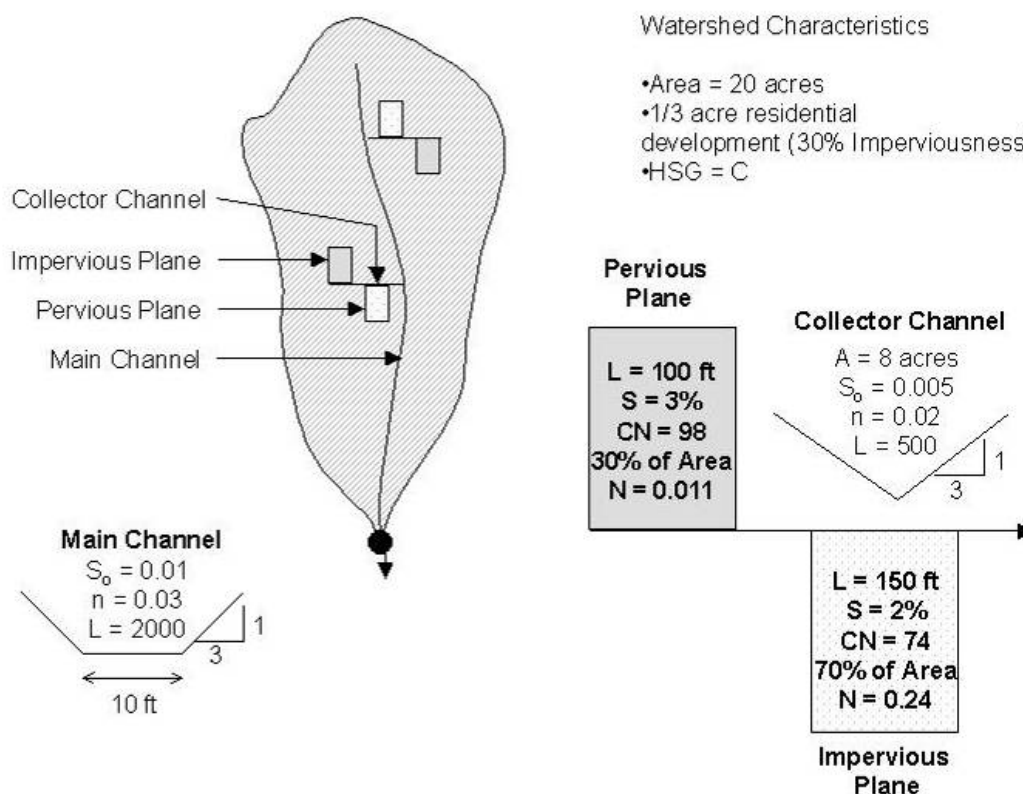 Watershed Characteristics
•Area = 20 acres
•1/3 acre residential
development (30% Imperviousness
•HSG = C
Collector Channel
Impervious Plane
Pervious Plane
Main Channel
Main Channel
So = 0.01
n = 0.03
L = 2000
1
3
10 ft
Pervious
Plane
L = 100 ft
S = 3%
CN = 98
30% of Area
N = 0.011
Collector Channel
A = 8 acres
So = 0.005
n = 0.02
L = 500
1
3
L = 150 ft
S = 2%
CN = 74
70% of Area
N = 0.24
Impervious
Plane